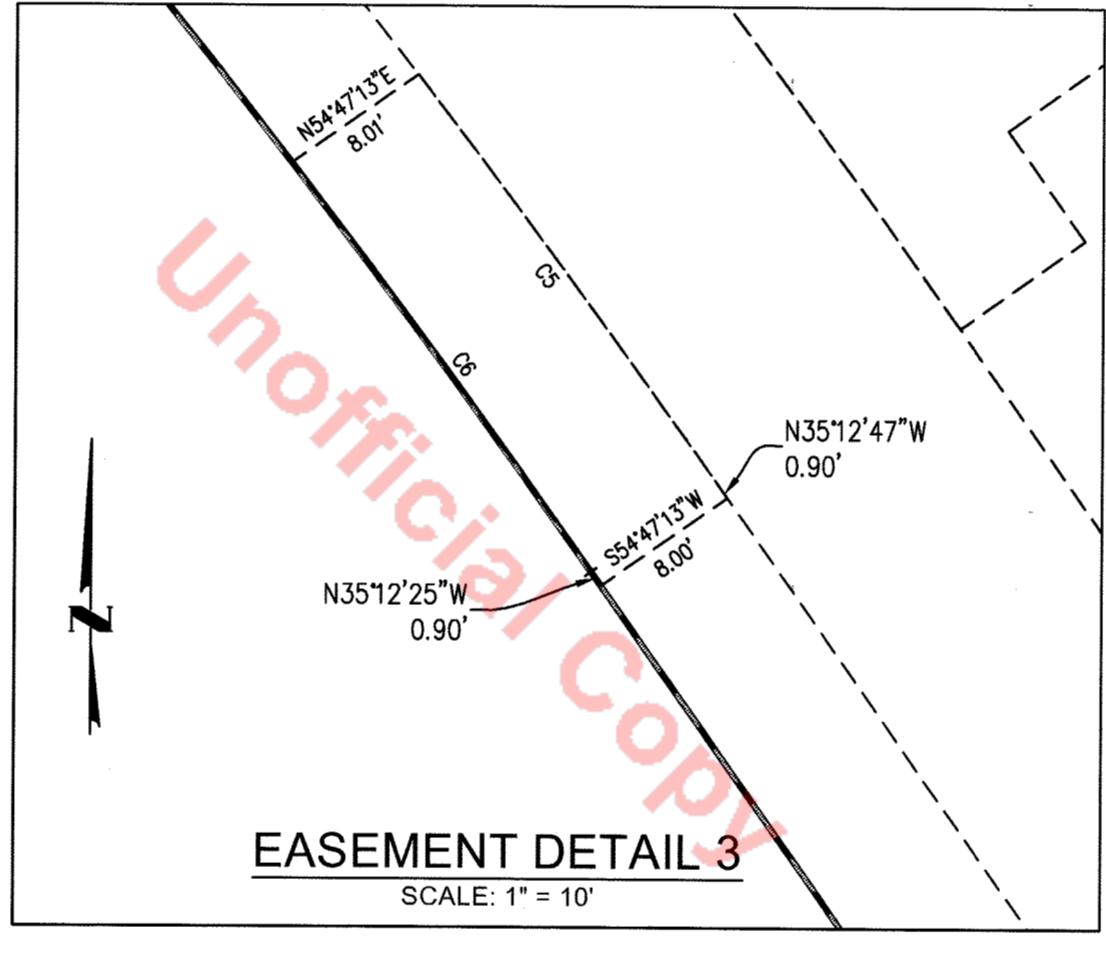 N54°47'13"E
8.01'
C5
C6
N35°12'47"W
0.90'
S54°47'13"W
8.00'
N35°12'25"W
0.90'
N
Unofficial Copy
EASEMENT DETAIL 3
SCALE: 1" = 10'